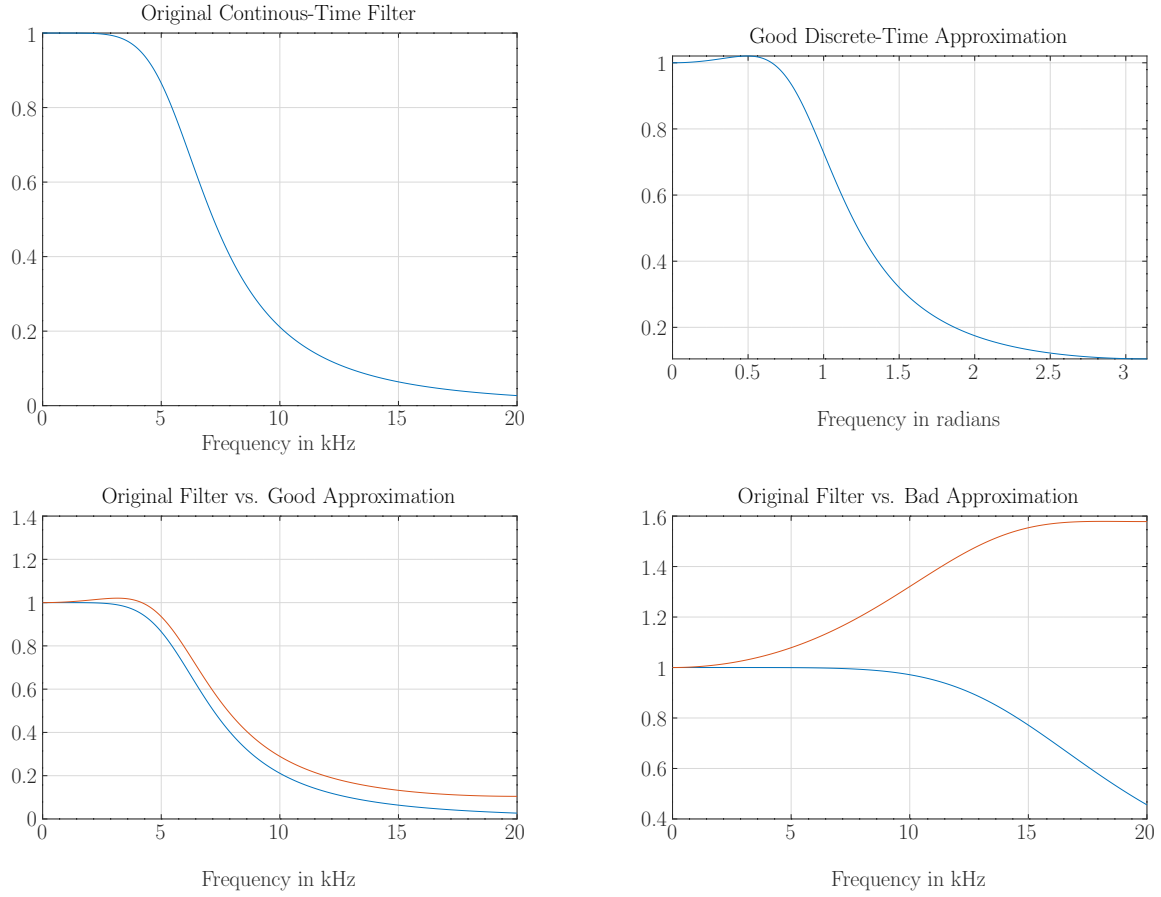 Original Continous-Time Filter
1
0.8
0.6
0.4
0.2
0
0 5 10 15 20
Frequency in kHz
Good Discrete-Time Approximation
1
0.8
0.6
0.4
0.2
0 0.5 1 1.5 2 2.5 3
Frequency in radians
Original Filter vs. Good Approximation
1.4
1.2
1
0.8
0.6
0.4
0.2
0
0 5 10 15 20
Frequency in kHz
Original Filter vs. Bad Approximation
1.6
1.4
1.2
1
0.8
0.6
0.4
0 5 10 15 20
Frequency in kHz